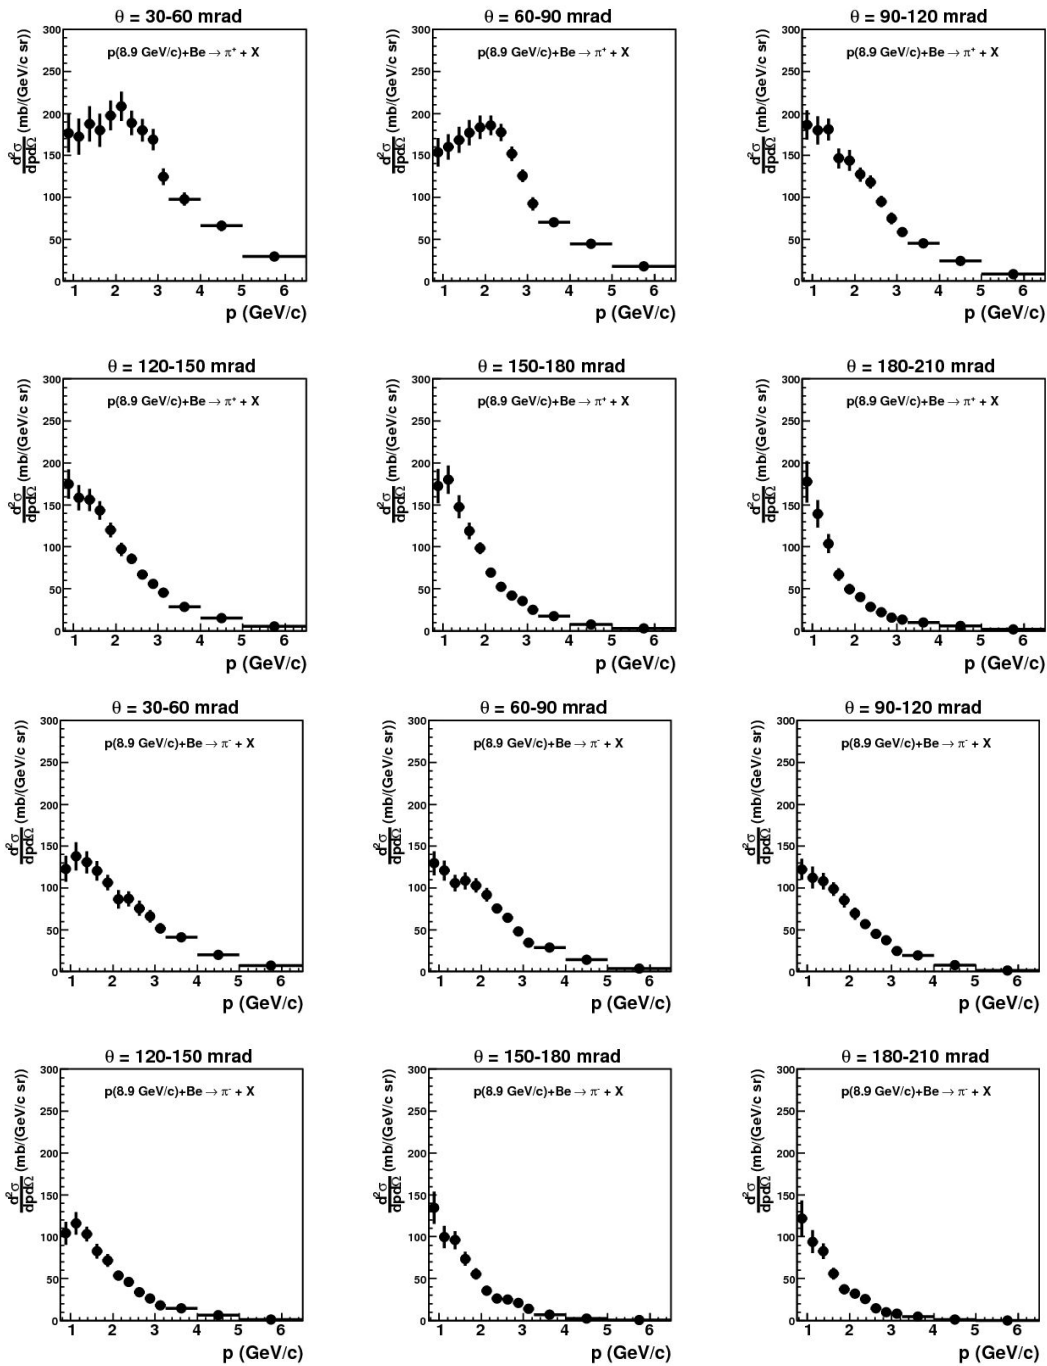 θ = 30-60 mrad
d²σ/dpdΩ (mb/(GeV/c sr))
p(8.9 GeV/c)+Be → π⁺ + X
300
250
200
150
100
50
0
1 2 3 4 5 6
p (GeV/c)
θ = 60-90 mrad
d²σ/dpdΩ (mb/(GeV/c sr))
p(8.9 GeV/c)+Be → π⁺ + X
300
250
200
150
100
50
0
1 2 3 4 5 6
p (GeV/c)
θ = 90-120 mrad
d²σ/dpdΩ (mb/(GeV/c sr))
p(8.9 GeV/c)+Be → π⁺ + X
300
250
200
150
100
50
0
1 2 3 4 5 6
p (GeV/c)
θ = 120-150 mrad
d²σ/dpdΩ (mb/(GeV/c sr))
p(8.9 GeV/c)+Be → π⁺ + X
300
250
200
150
100
50
0
1 2 3 4 5 6
p (GeV/c)
θ = 150-180 mrad
d²σ/dpdΩ (mb/(GeV/c sr))
p(8.9 GeV/c)+Be → π⁺ + X
300
250
200
150
100
50
0
1 2 3 4 5 6
p (GeV/c)
θ = 180-210 mrad
d²σ/dpdΩ (mb/(GeV/c sr))
p(8.9 GeV/c)+Be → π⁺ + X
300
250
200
150
100
50
0
1 2 3 4 5 6
p (GeV/c)
θ = 30-60 mrad
d²σ/dpdΩ (mb/(GeV/c sr))
p(8.9 GeV/c)+Be → π⁻ + X
300
250
200
150
100
50
0
1 2 3 4 5 6
p (GeV/c)
θ = 60-90 mrad
d²σ/dpdΩ (mb/(GeV/c sr))
p(8.9 GeV/c)+Be → π⁻ + X
300
250
200
150
100
50
0
1 2 3 4 5 6
p (GeV/c)
θ = 90-120 mrad
d²σ/dpdΩ (mb/(GeV/c sr))
p(8.9 GeV/c)+Be → π⁻ + X
300
250
200
150
100
50
0
1 2 3 4 5 6
p (GeV/c)
θ = 120-150 mrad
d²σ/dpdΩ (mb/(GeV/c sr))
p(8.9 GeV/c)+Be → π⁻ + X
300
250
200
150
100
50
0
1 2 3 4 5 6
p (GeV/c)
θ = 150-180 mrad
d²σ/dpdΩ (mb/(GeV/c sr))
p(8.9 GeV/c)+Be → π⁻ + X
300
250
200
150
100
50
0
1 2 3 4 5 6
p (GeV/c)
θ = 180-210 mrad
d²σ/dpdΩ (mb/(GeV/c sr))
p(8.9 GeV/c)+Be → π⁻ + X
300
250
200
150
100
50
0
1 2 3 4 5 6
p (GeV/c)